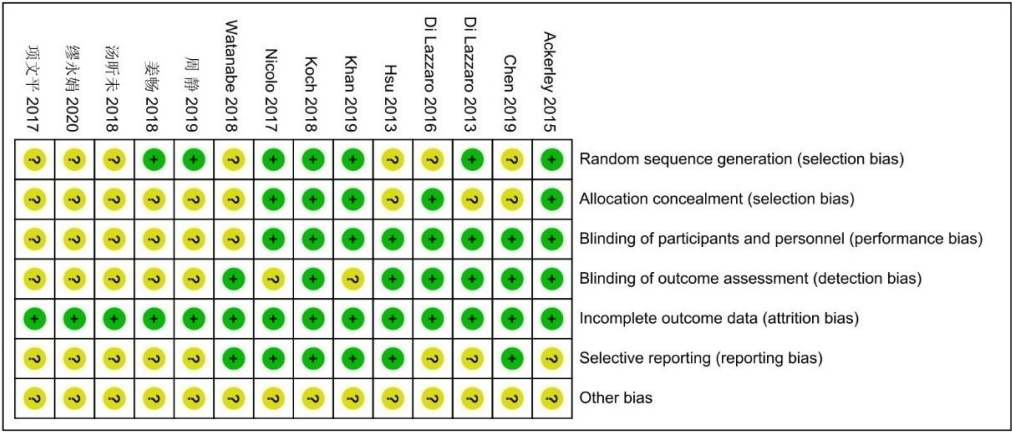 项文平 2017
缪永娟 2020
汤昕未 2018
姜畅 2018
周 静 2019
Watanabe 2018
Nicolo 2017
Koch 2018
Khan 2019
Hsu 2013
Di Lazzaro 2016
Di Lazzaro 2013
Chen 2019
Ackerley 2015
? ? ? + + ? + + + ? ? + ? + Random sequence generation (selection bias)
? ? ? ? ? ? + + + ? + ? ? + Allocation concealment (selection bias)
? ? ? ? ? ? + + + + + + + + Blinding of participants and personnel (performance bias)
? ? ? ? ? + ? + ? + + + + + Blinding of outcome assessment (detection bias)
+ + + + + + + + + + + + + + Incomplete outcome data (attrition bias)
? ? ? ? ? + + + + + ? ? + ? Selective reporting (reporting bias)
? ? ? ? ? ? ? ? ? ? ? ? ? ? Other bias